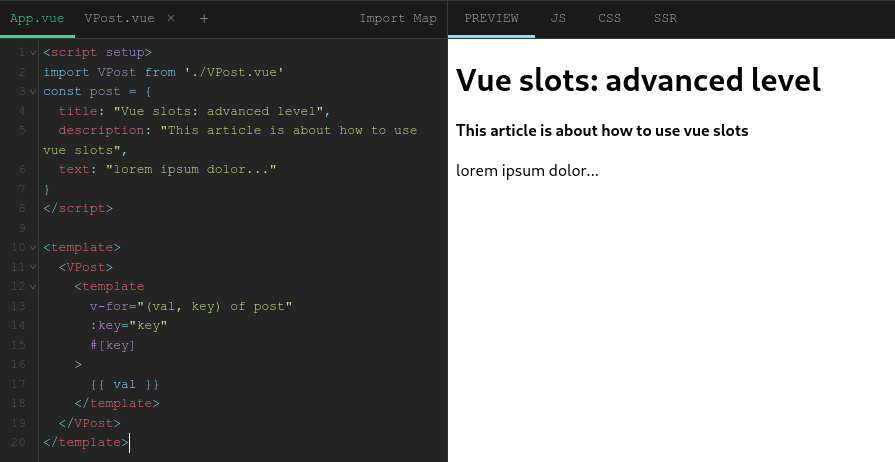 App.vue VPost.vue × + Import Map
1 <script setup>
2 import VPost from './VPost.vue'
3 const post = {
4 title: "Vue slots: advanced level",
5 description: "This article is about how to use
vue slots",
6 text: "lorem ipsum dolor..."
7 }
8 </script>
9
10 <template>
11 <VPost>
12 <template
13 v-for="(val, key) of post"
14 :key="key"
15 #[key]
16 >
17 {{ val }}
18 </template>
19 </VPost>
20 </template>
PREVIEW JS CSS SSR
Vue slots: advanced level
This article is about how to use vue slots
lorem ipsum dolor...